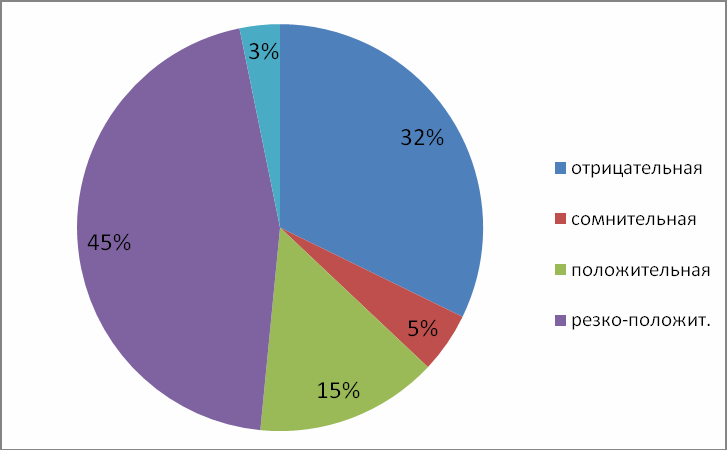 3%
32%
45%
5%
15%
отрицательная
сомнительная
положительная
резко-положит.